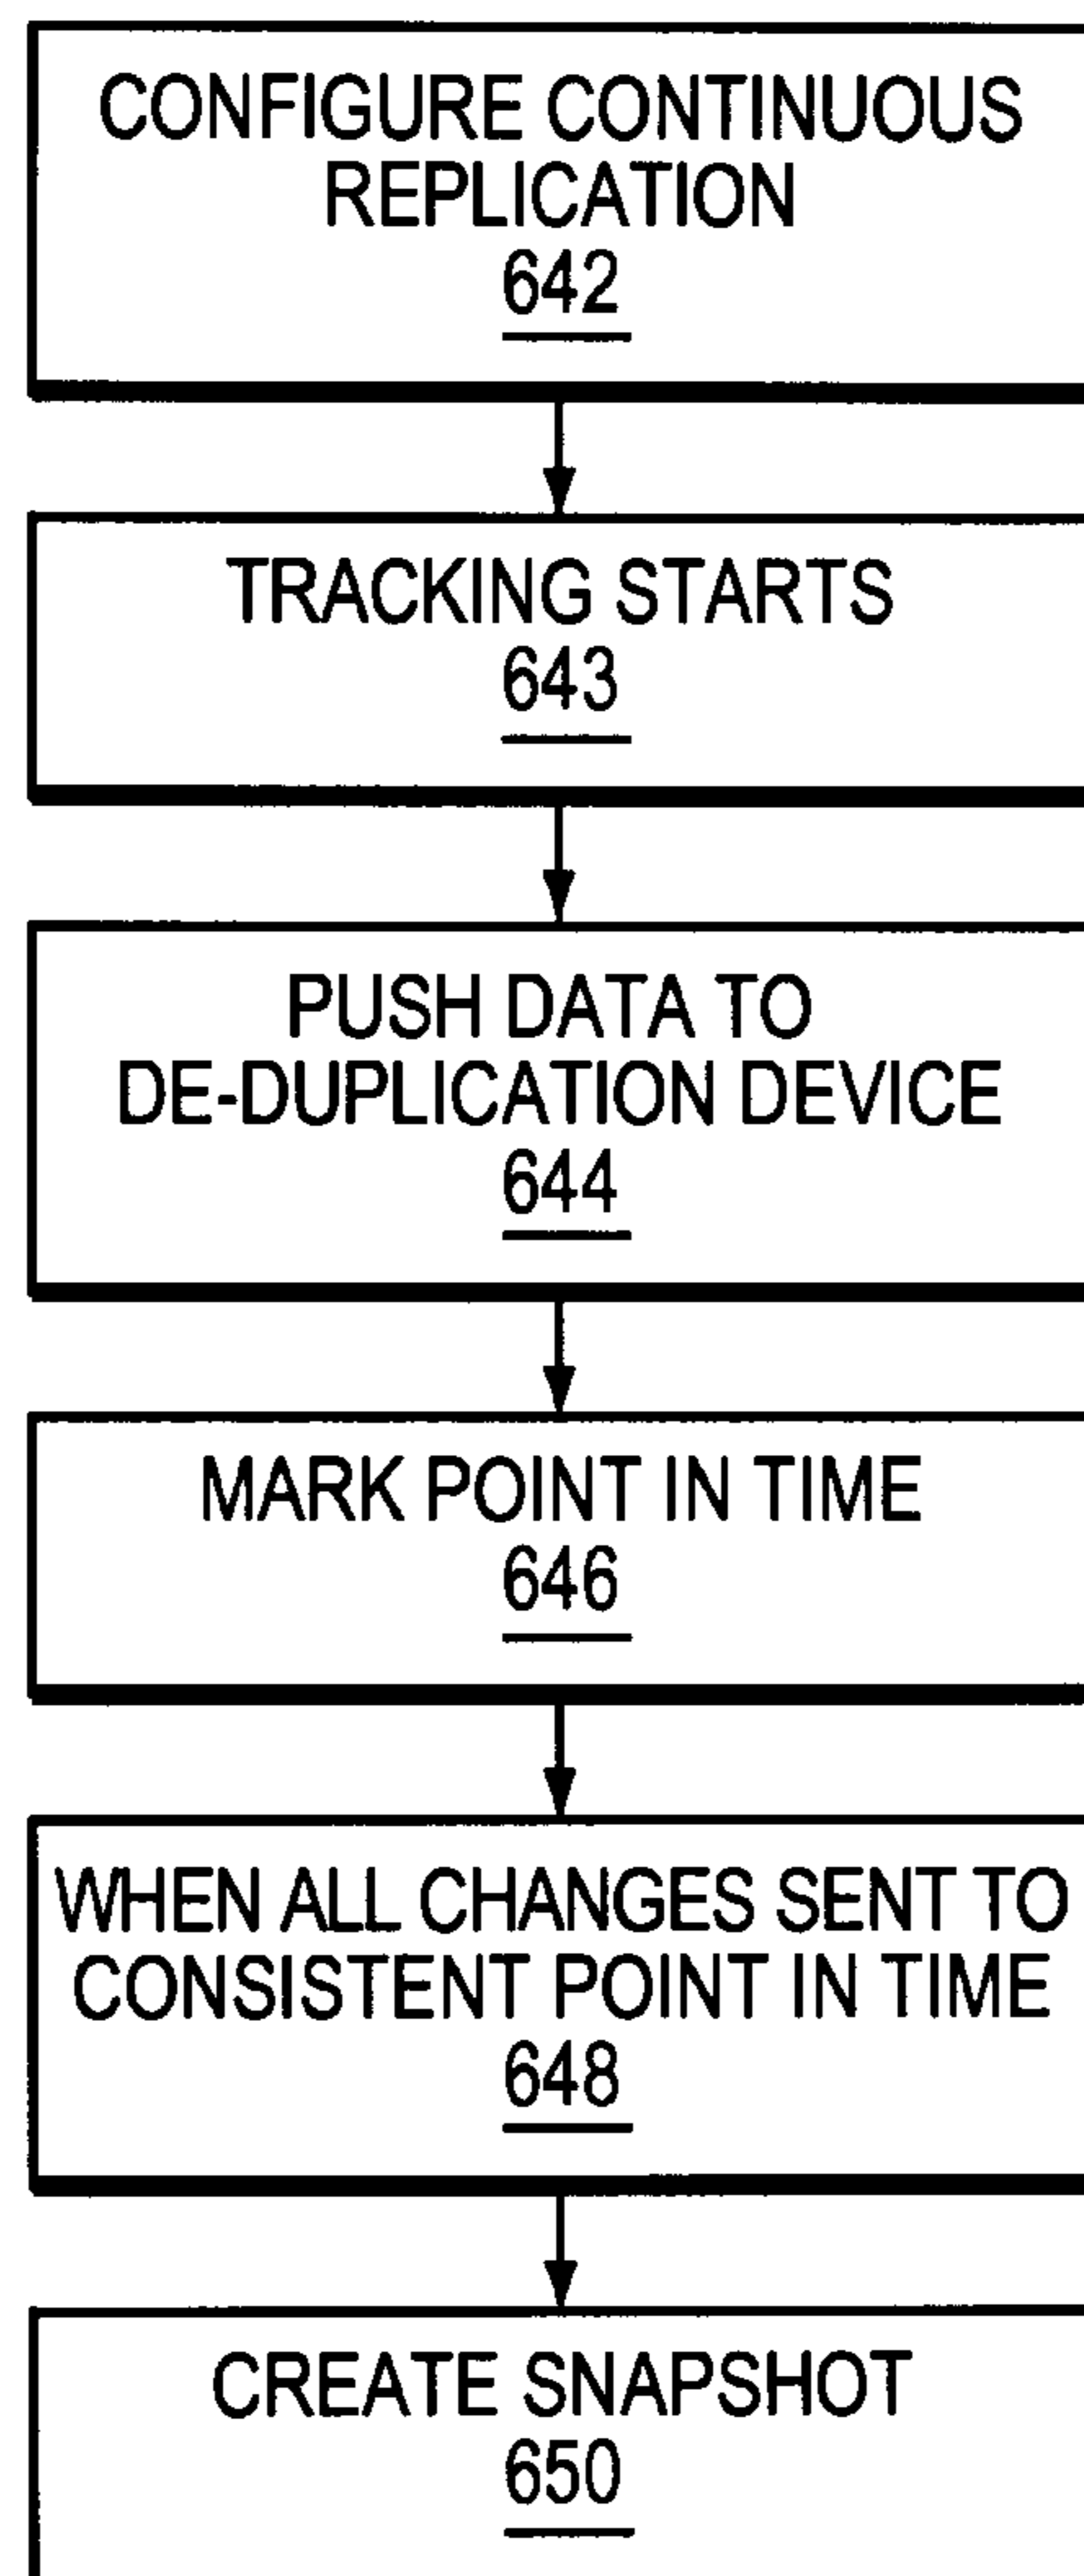 CONFIGURE CONTINUOUS
REPLICATION
642
TRACKING STARTS
643
PUSH DATA TO
DE-DUPLICATION DEVICE
644
MARK POINT IN TIME
646
WHEN ALL CHANGES SENT TO
CONSISTENT POINT IN TIME
648
CREATE SNAPSHOT
650